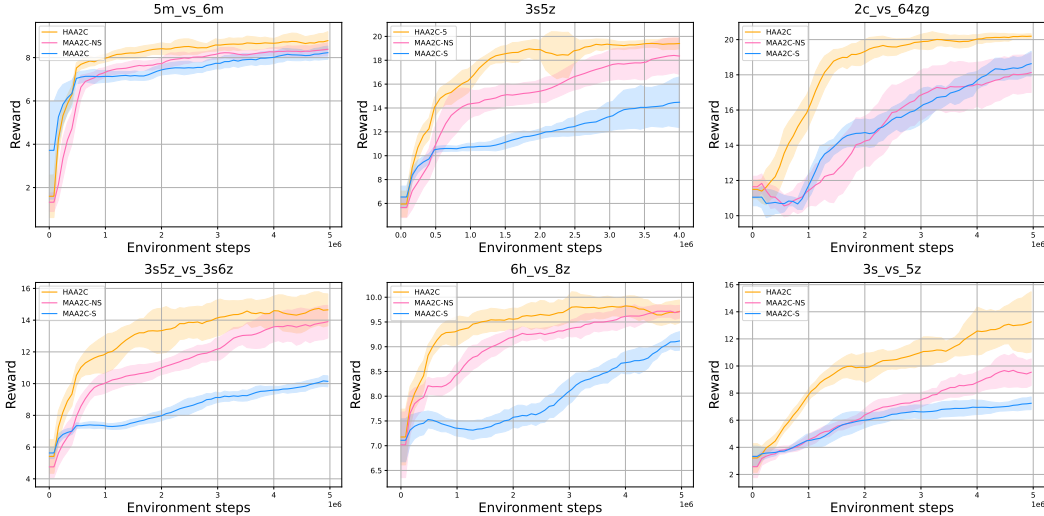 5m_vs_6m
HAA2C
MAA2C-NS
MAA2C
8
6
4
2
Reward
0 1 2 3 4 5
1e6
Environment steps
3s5z
HAA2C-S
MAA2C-NS
MAA2C-S
20
18
16
14
12
10
8
6
Reward
0.0 0.5 1.0 1.5 2.0 2.5 3.0 3.5 4.0
1e6
Environment steps
2c_vs_64zg
HAA2C
MAA2C-NS
MAA2C-S
20
18
16
14
12
10
Reward
0 1 2 3 4 5
1e6
Environment steps
3s5z_vs_3s6z
HAA2C
MAA2C-NS
MAA2C-S
16
14
12
10
8
6
4
Reward
0 1 2 3 4 5
1e6
Environment steps
6h_vs_8z
HAA2C
MAA2C-NS
MAA2C-S
10.0
9.5
9.0
8.5
8.0
7.5
7.0
6.5
Reward
0 1 2 3 4 5
1e6
Environment steps
3s_vs_5z
HAA2C
MAA2C-NS
MAA2C-S
16
14
12
10
8
6
4
2
Reward
0 1 2 3 4 5
1e6
Environment steps